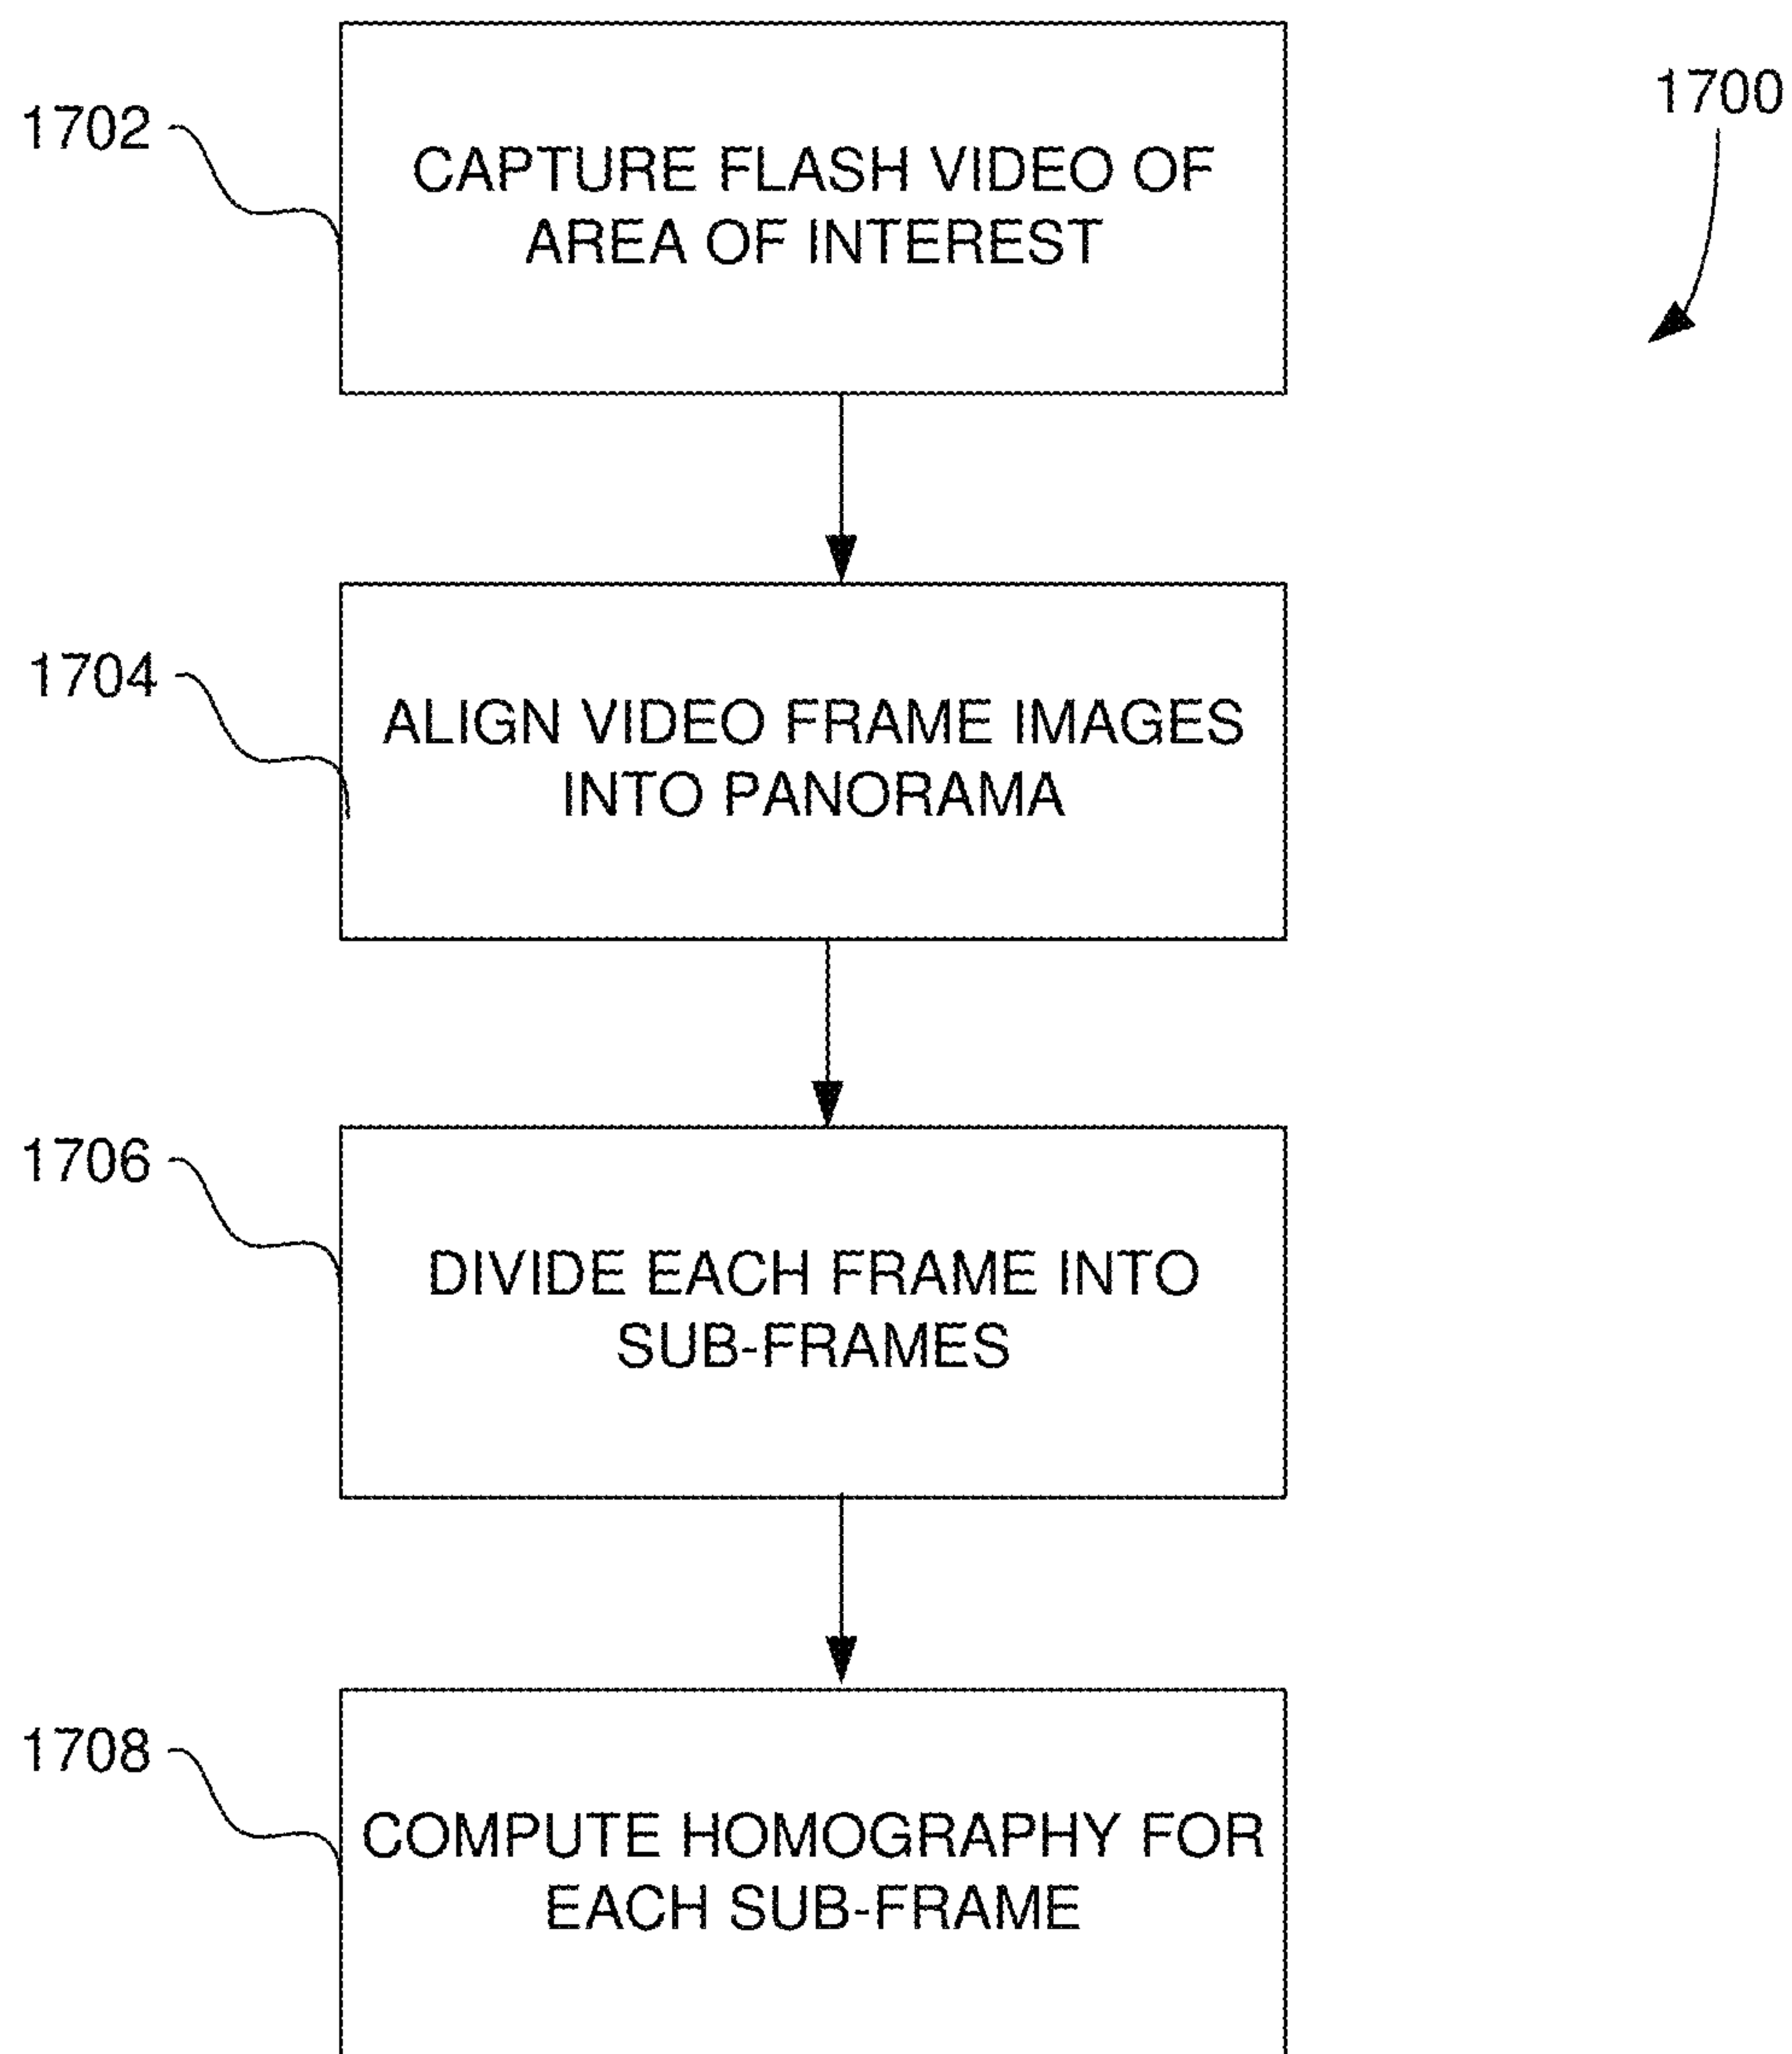 1700
1702
CAPTURE FLASH VIDEO OF
AREA OF INTEREST
1704
ALIGN VIDEO FRAME IMAGES
INTO PANORAMA
1706
DIVIDE EACH FRAME INTO
SUB-FRAMES
1708
COMPUTE HOMOGRAPHY FOR
EACH SUB-FRAME